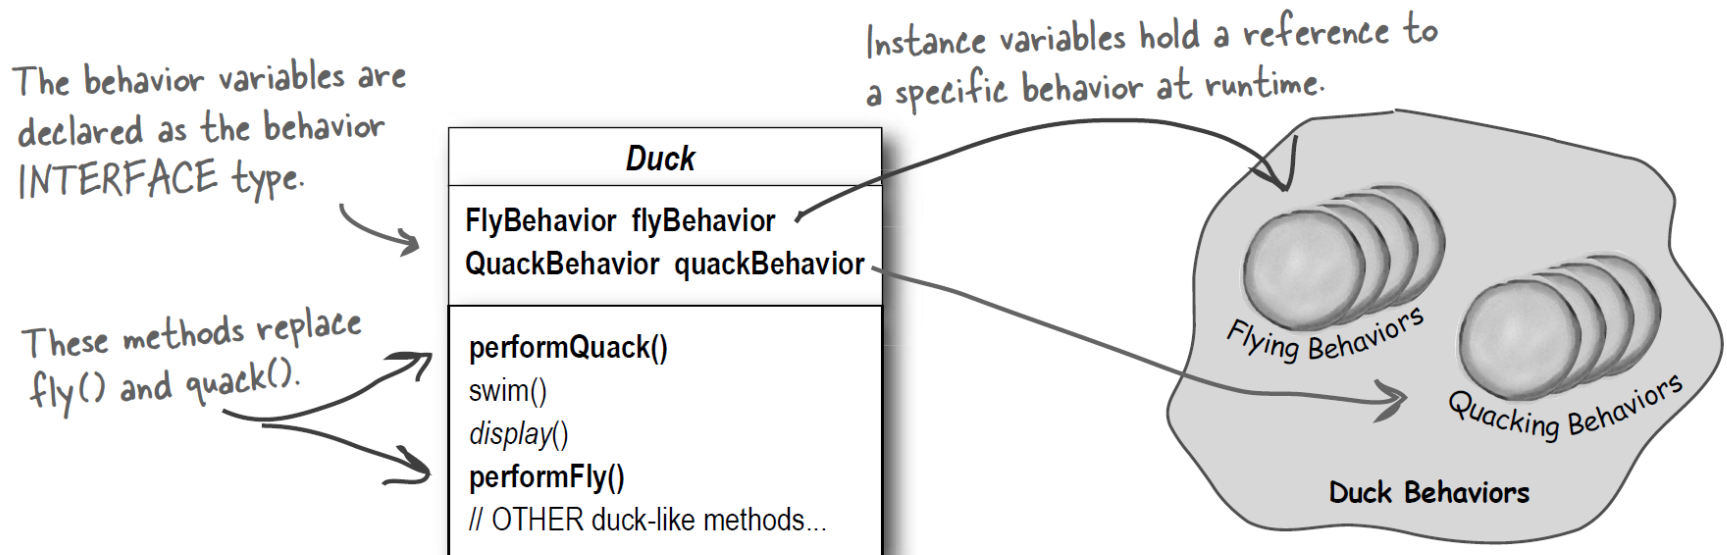 The behavior variables are
declared as the behavior
INTERFACE type.
These methods replace
fly() and quack().
Duck
FlyBehavior flyBehavior
QuackBehavior quackBehavior
performQuack()
swim()
display()
performFly()
// OTHER duck-like methods...
Instance variables hold a reference to
a specific behavior at runtime.
Flying Behaviors
Quacking Behaviors
Duck Behaviors